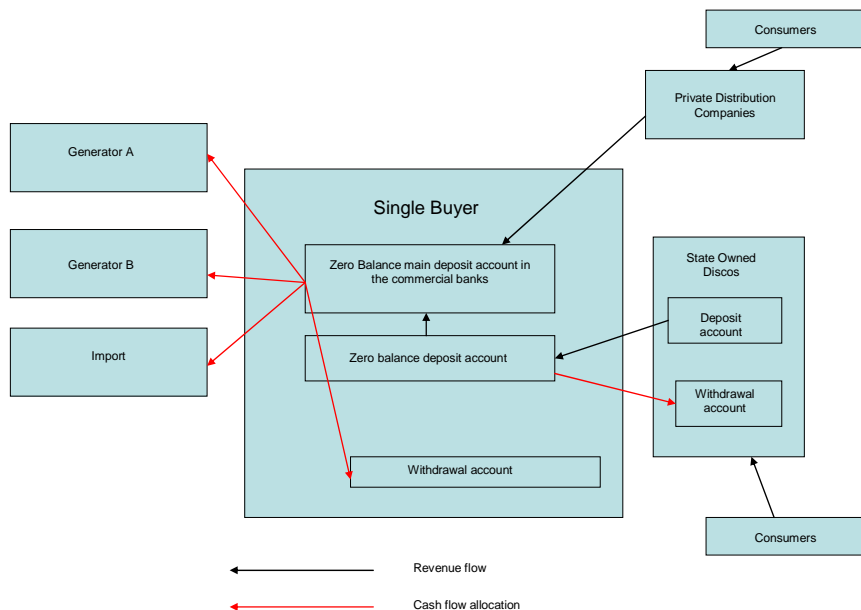 Consumers
Private Distribution
Companies
Generator A
Single Buyer
Generator B
Zero Balance main deposit account in
the commercial banks
State Owned
Discos
Deposit
account
Import
Zero balance deposit account
Withdrawal
account
Withdrawal account
Consumers
Revenue flow
Cash flow allocation